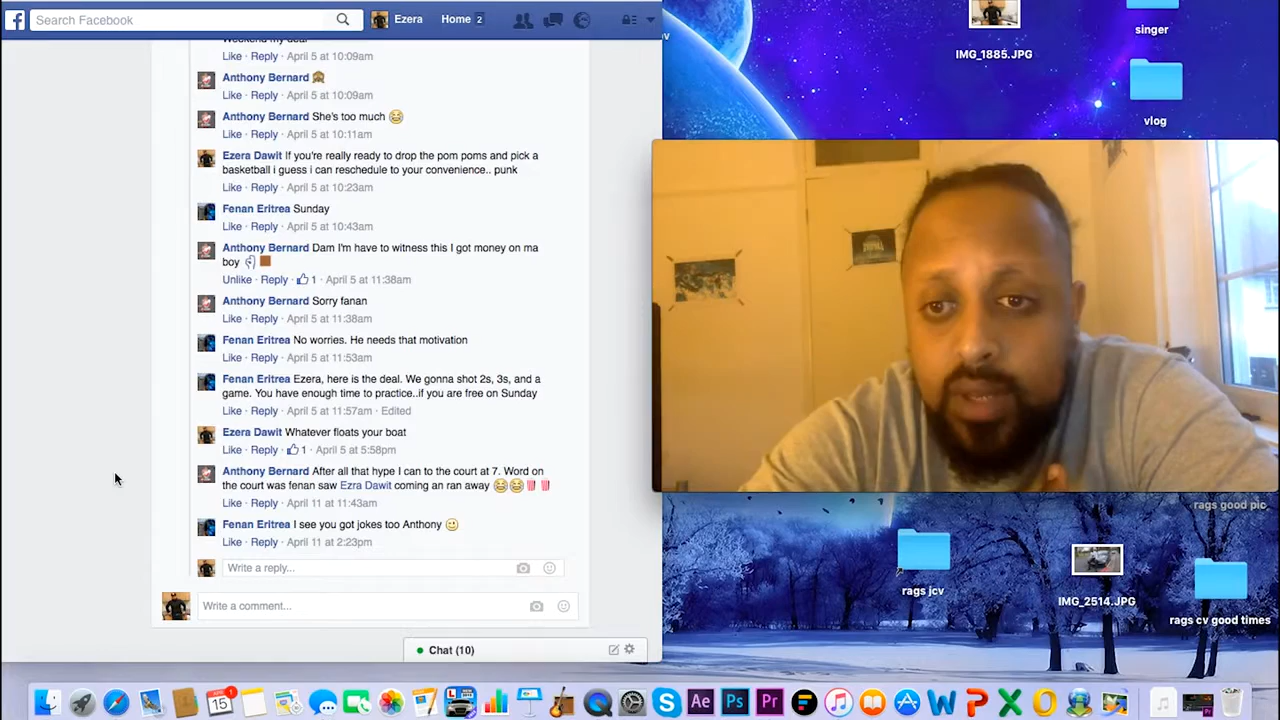 Search Facebook
Ezera
Home 2
Weekend my dear
Like · Reply · April 5 at 10:09am
Anthony Bernard 🙈
Like · Reply · April 5 at 10:09am
Anthony Bernard She's too much 😂
Like · Reply · April 5 at 10:11am
Ezera Dawit If you're really ready to drop the pom poms and pick a
basketball i guess i can reschedule to your convenience.. punk
Like · Reply · April 5 at 10:23am
Fenan Eritrea Sunday
Like · Reply · April 5 at 10:43am
Anthony Bernard Dam I'm have to witness this I got money on ma
boy
Unlike · Reply · 1 · April 5 at 11:38am
Anthony Bernard Sorry fanan
Like · Reply · April 5 at 11:38am
Fenan Eritrea No worries. He needs that motivation
Like · Reply · April 5 at 11:53am
Fenan Eritrea Ezera, here is the deal. We gonna shot 2s, 3s, and a
game. You have enough time to practice..if you are free on Sunday
Like · Reply · April 5 at 11:57am · Edited
Ezera Dawit Whatever floats your boat
Like · Reply · 1 · April 5 at 5:58pm
Anthony Bernard After all that hype I can to the court at 7. Word on
the court was fenan saw Ezra Dawit coming an ran away 😂😂🍿🍿
Like · Reply · April 11 at 11:43am
Fenan Eritrea I see you got jokes too Anthony 🙂
Like · Reply · April 11 at 2:23pm
Write a reply...
Write a comment...
Chat (10)
IMG_1885.JPG
singer
vlog
rags good pic
rags jcv
IMG_2514.JPG
rags cv good times
APR
15
1
Ae
Ps
Pr